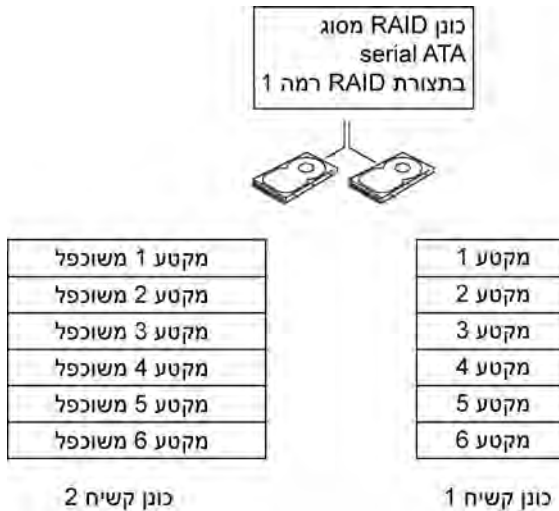 כונן RAID מסוג
serial ATA
בתצורת RAID רמה 1
מקטע 1
מקטע 2
מקטע 3
מקטע 4
מקטע 5
מקטע 6
כונן קשיח 1
מקטע 1 משוכפל
מקטע 2 משוכפל
מקטע 3 משוכפל
מקטע 4 משוכפל
מקטע 5 משוכפל
מקטע 6 משוכפל
כונן קשיח 2